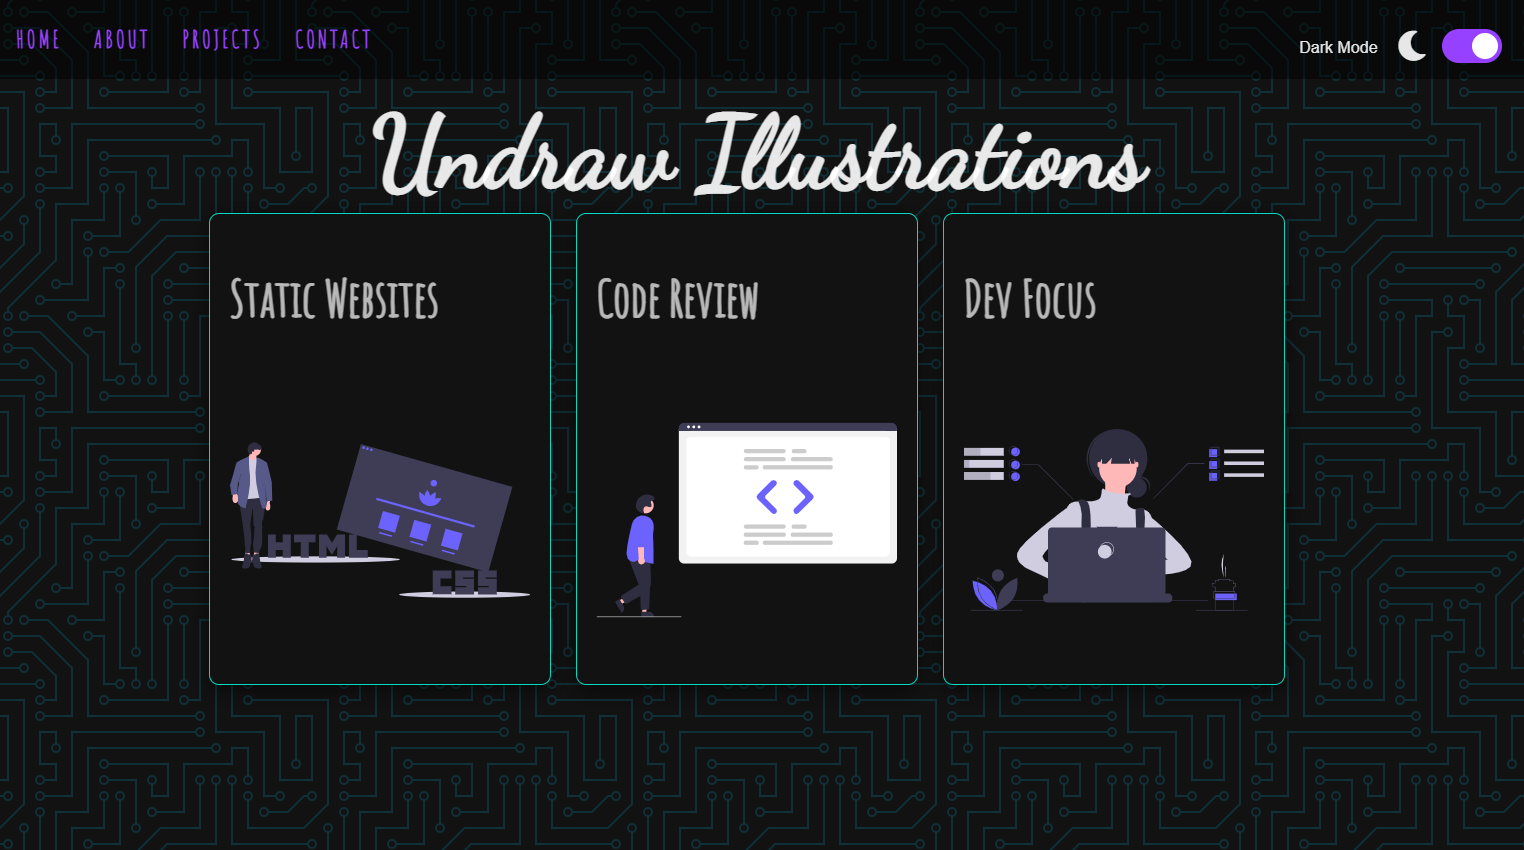 HOME ABOUT PROJECTS CONTACT Dark Mode
Undraw Illustrations
Static Websites
Code Review
Dev Focus
HTML
CSS